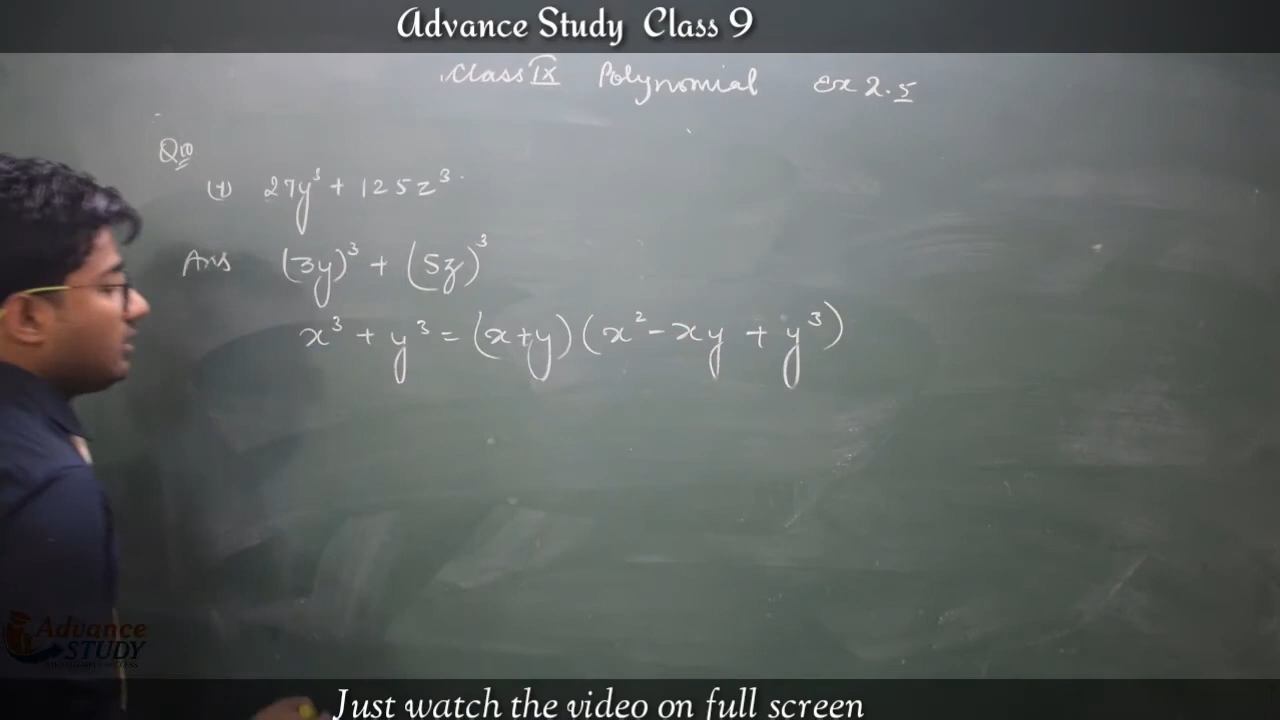 Advance Study Class 9
Class IX Polynomial Ex 2.5
Q10
(i) 27y³ + 125z³
Ans (3y)³ + (5z)³
x³ + y³ = (x+y)(x² - xy + y³)
Advance
STUDY
Just watch the video on full screen